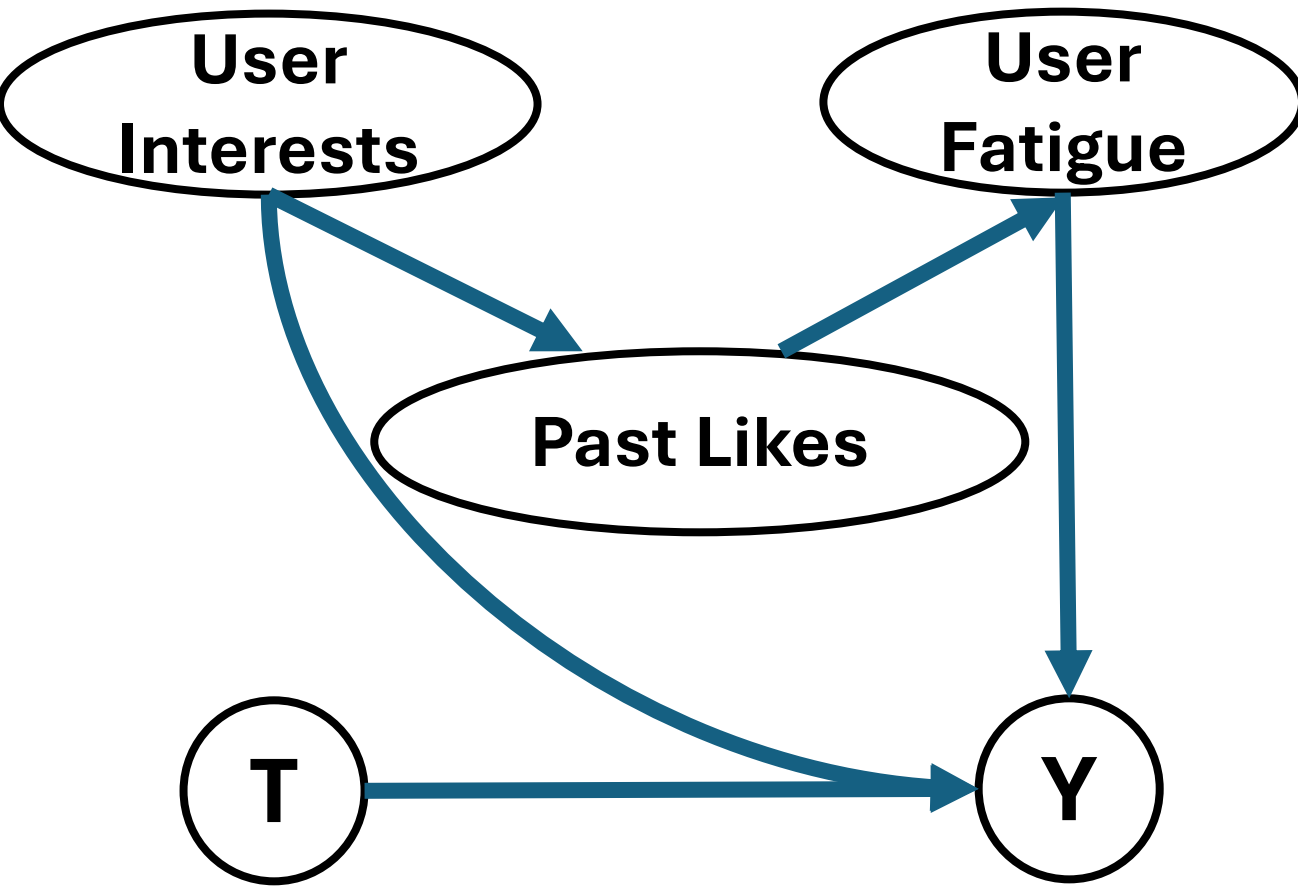 User
Interests
User
Fatigue
Past Likes
T
Y